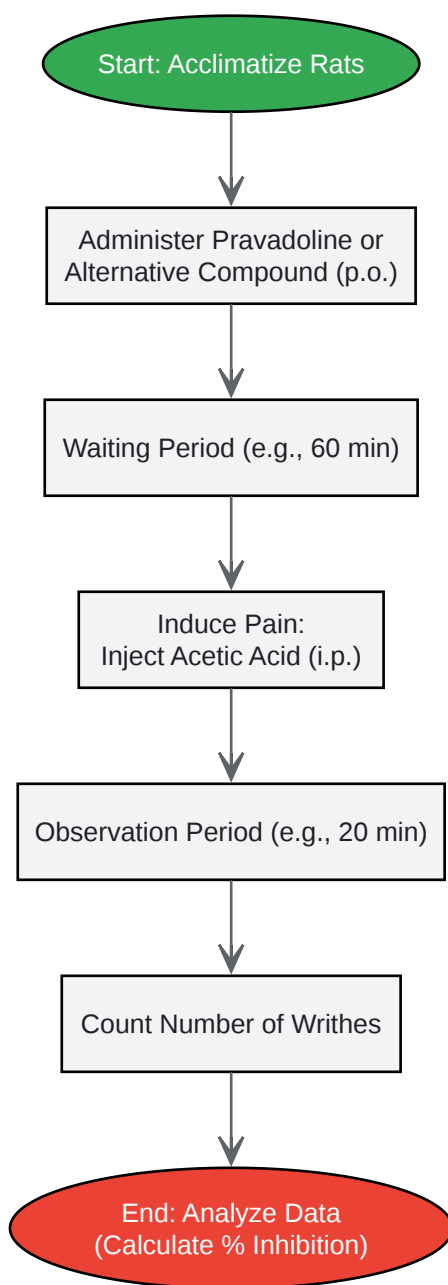 Start: Acclimatize Rats
Administer Pravadoline or
Alternative Compound (p.o.)
Waiting Period (e.g., 60 min)
Induce Pain:
Inject Acetic Acid (i.p.)
Observation Period (e.g., 20 min)
Count Number of Writhes
End: Analyze Data
(Calculate % Inhibition)